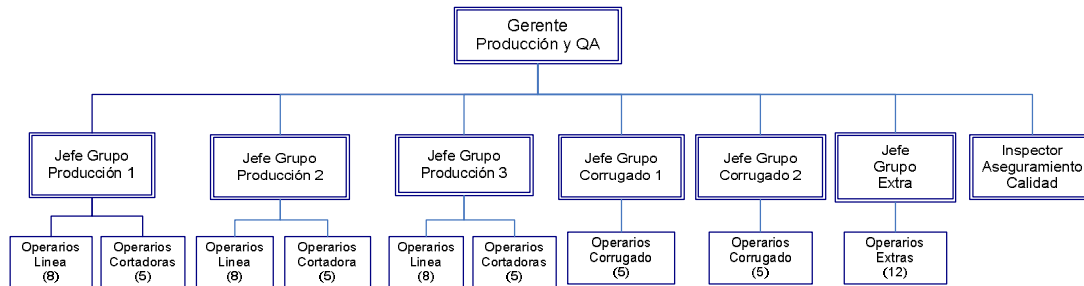 Gerente
Producción y QA
Jefe Grupo
Producción 1
Jefe Grupo
Producción 2
Jefe Grupo
Producción 3
Jefe Grupo
Corrugado 1
Jefe Grupo
Corrugado 2
Jefe
Grupo
Extra
Inspector
Aseguramiento
Calidad
Operarios
Linea
(8)
Operarios
Cortadoras
(5)
Operarios
Linea
(8)
Operarios
Cortadora
(5)
Operarios
Linea
(8)
Operarios
Cortadoras
(5)
Operarios
Corrugado
(5)
Operarios
Corrugado
(5)
Operarios
Extras
(12)